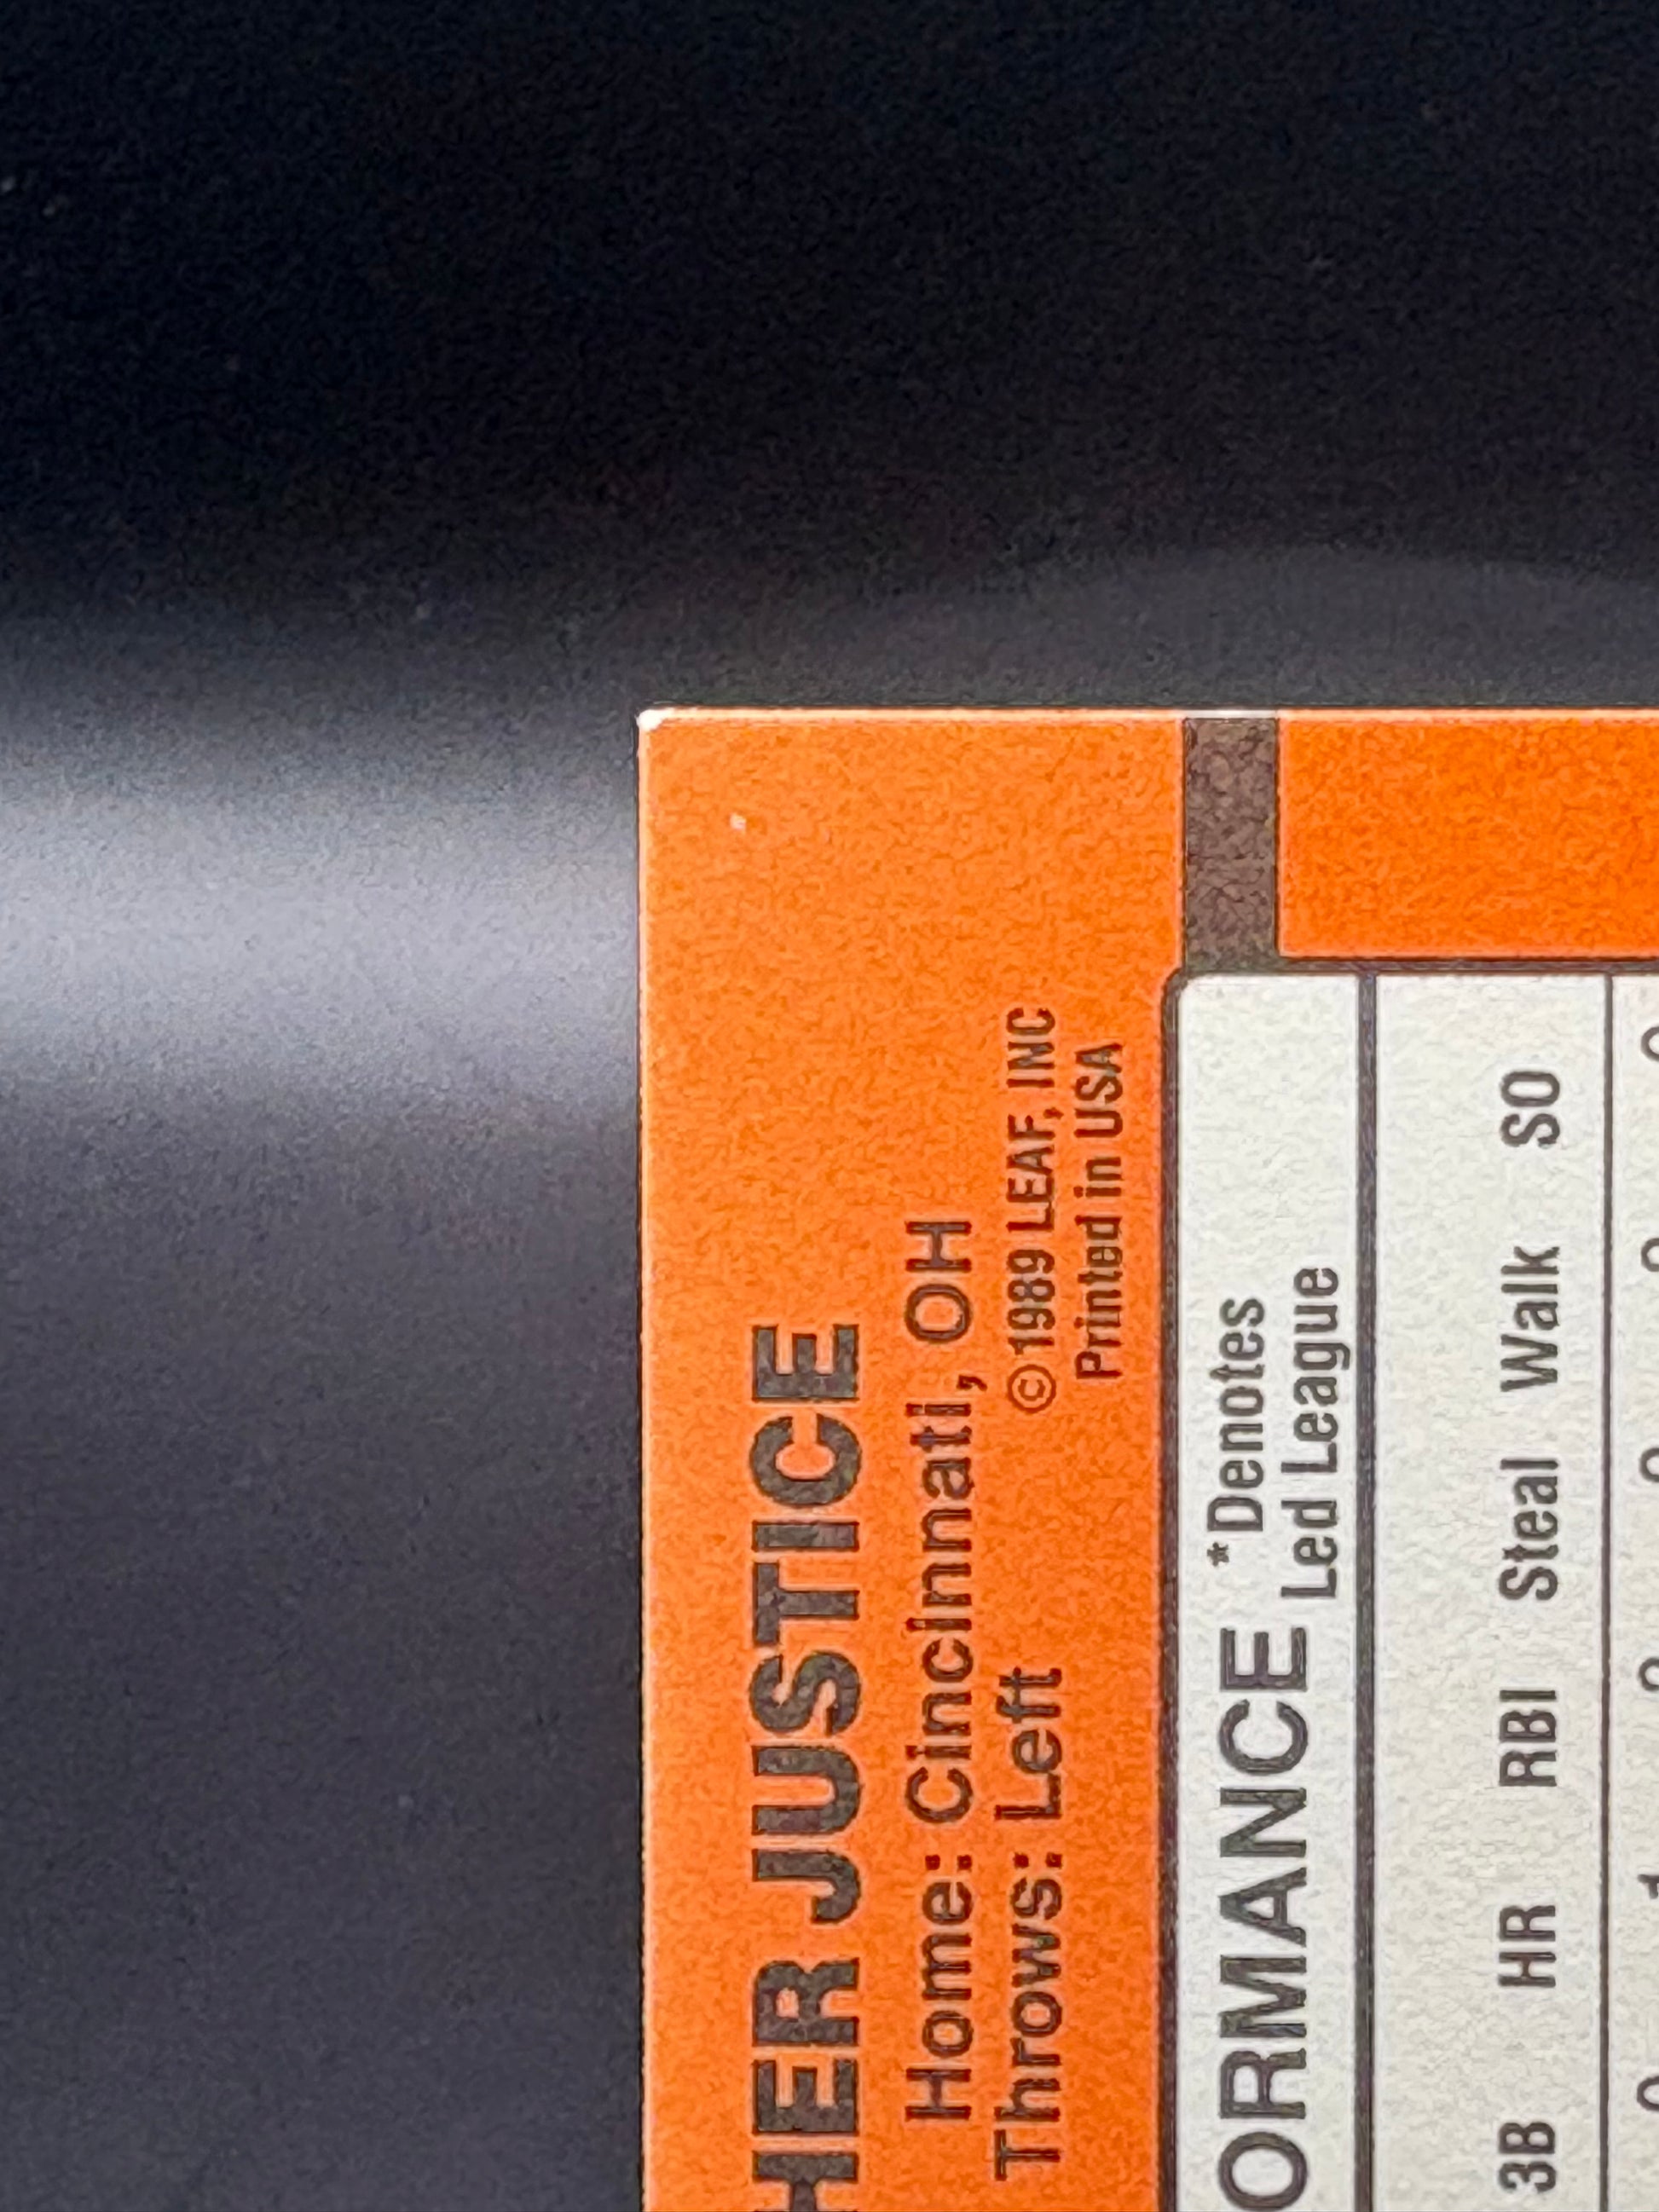 HER JUSTICE
Home: Cincinnati, OH
Throws: Left
©1989 LEAF, INC
Printed in USA
ORMANCE
*Denotes
Led League
3B HR RBI Steal Walk SO